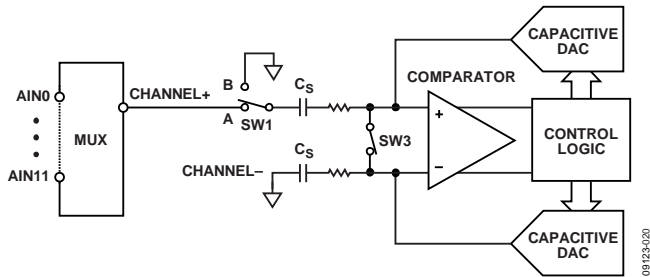 CAPACITIVE
DAC
B
COMPARATOR
AIN0
CHANNEL+
CS
A
SW1
+
MUX
SW3
CONTROL
LOGIC
CS
−
AIN11
CHANNEL–
CAPACITIVE
DAC
09123-020